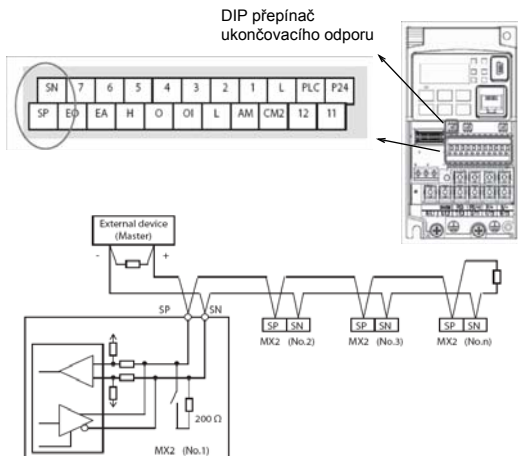 DIP přepínač
ukončovacího odporu
SN 7 6 5 4 3 2 1 L PLC P24
SP EO EA H O OI L AM CM2 12 11
External device
(Master)
- +
SP SN
SP SN SP SN SP SN
MX2 (No.2) MX2 (No.3) MX2 (No.n)
200 Ω
MX2 (No.1)